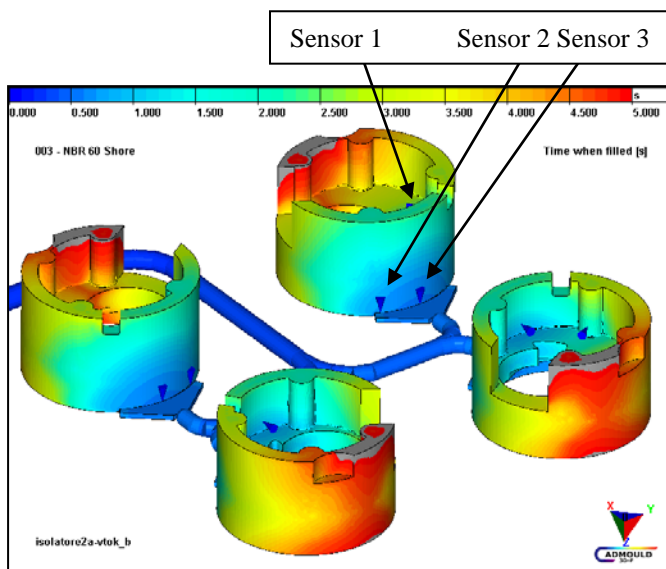 Sensor 1 Sensor 2 Sensor 3
s
0.000 0.500 1.000 1.500 2.000 2.500 3.000 3.500 4.000 4.500 5.000
003 - NBR 60 Shore Time when filled [s]
X Y
Z
CADMOULD
3D-F
isolatore2a-vtok_b